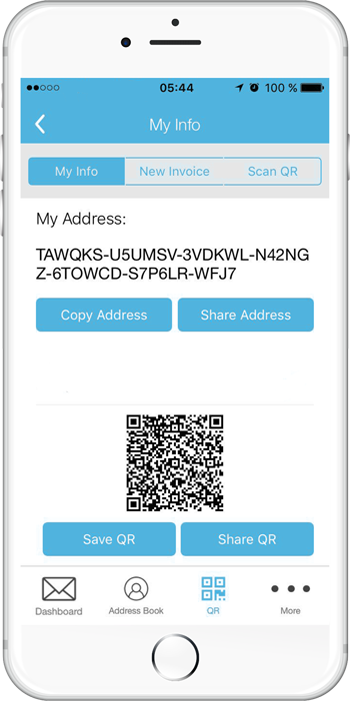 05:44
100 %
My Info
My Info
New Invoice
Scan QR
My Address:
TAWQKS-U5UMSV-3VDKWL-N42NG
Z-6TOWCD-S7P6LR-WFJ7
Copy Address
Share Address
Save QR
Share QR
Dashboard
Address Book
QR
More